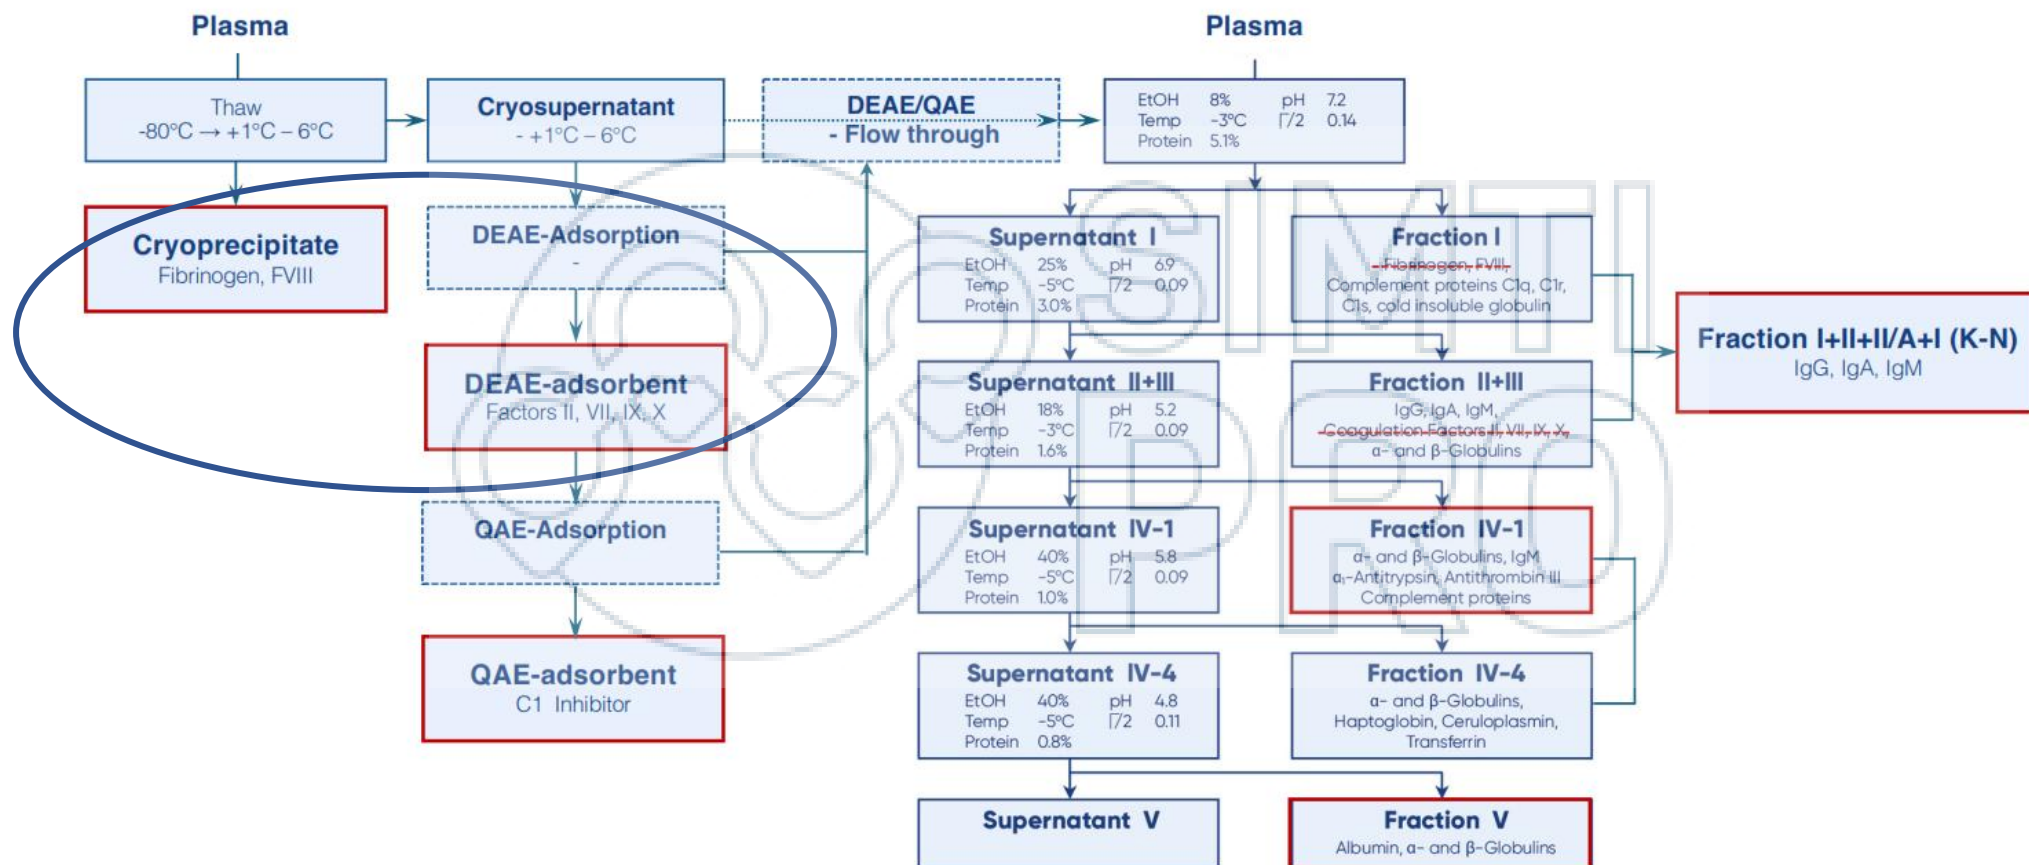 Plasma
Thaw
-80°C → +1°C – 6°C
Cryoprecipitate
Fibrinogen, FVIII
Cryosupernatant
- +1°C – 6°C
DEAE-Adsorption
-
DEAE-adsorbent
Factors II, VII, IX, X
QAE-Adsorption
QAE-adsorbent
C1 Inhibitor
DEAE/QAE
- Flow through
Plasma
EtOH 8% pH 7.2
Temp -3°C Γ/2 0.14
Protein 5.1%
Supernatant I
EtOH 25% pH 6.9
Temp -5°C Γ/2 0.09
Protein 3.0%
Fraction I
Fibrinogen, FVIII,
Complement proteins C1q, C1r,
C1s, cold insoluble globulin
Supernatant II+III
EtOH 18% pH 5.2
Temp -3°C Γ/2 0.09
Protein 1.6%
Fraction II+III
IgG, IgA, IgM,
Coagulation Factors II, VII, IX, X,
α- and β-Globulins
Supernatant IV-1
EtOH 40% pH 5.8
Temp -5°C Γ/2 0.09
Protein 1.0%
Fraction IV-1
α- and β-Globulins, IgM
α₁-Antitrypsin, Antithrombin III
Complement proteins
Supernatant IV-4
EtOH 40% pH 4.8
Temp -5°C Γ/2 0.11
Protein 0.8%
Fraction IV-4
α- and β-Globulins,
Haptoglobin, Ceruloplasmin,
Transferrin
Supernatant V
Fraction V
Albumin, α- and β-Globulins
Fraction I+II+II/A+I (K-N)
IgG, IgA, IgM
SIMTI
PRO